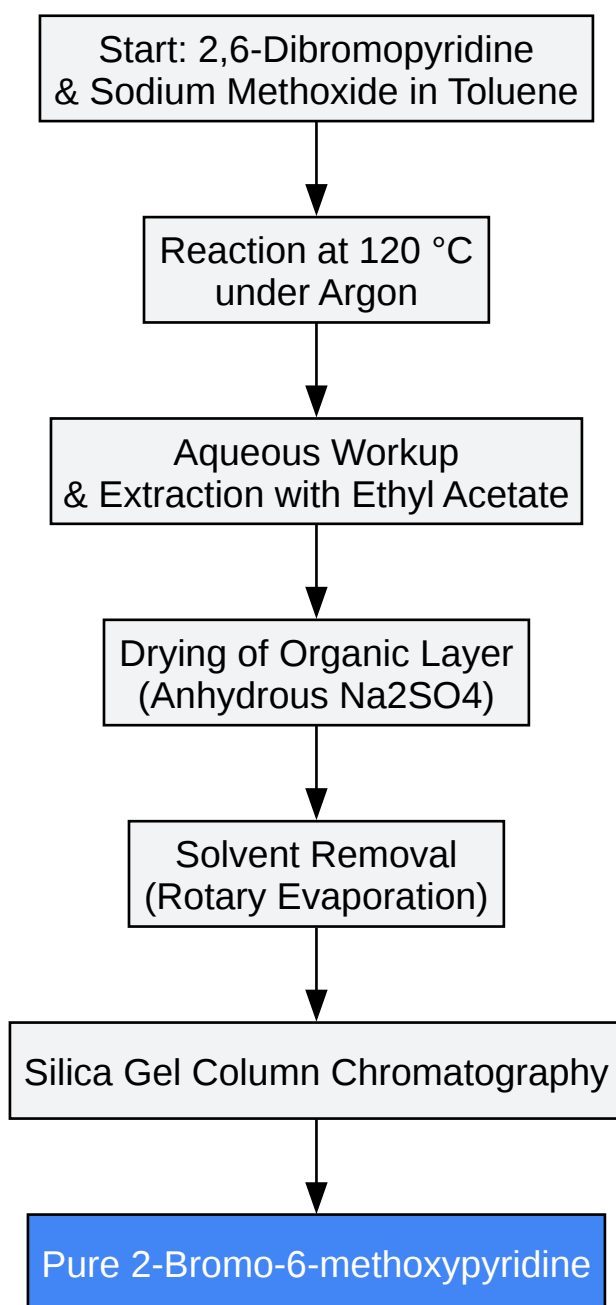 Start: 2,6-Dibromopyridine
& Sodium Methoxide in Toluene
Reaction at 120 °C
under Argon
Aqueous Workup
& Extraction with Ethyl Acetate
Drying of Organic Layer
(Anhydrous Na2SO4)
Solvent Removal
(Rotary Evaporation)
Silica Gel Column Chromatography
Pure 2-Bromo-6-methoxypyridine